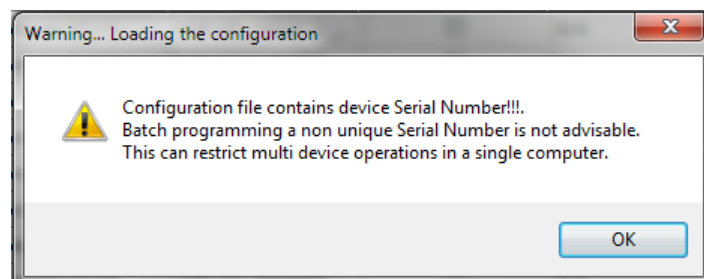 Warning... Loading the configuration
Configuration file contains device Serial Number!!!.
Batch programming a non unique Serial Number is not advisable.
This can restrict multi device operations in a single computer.
OK